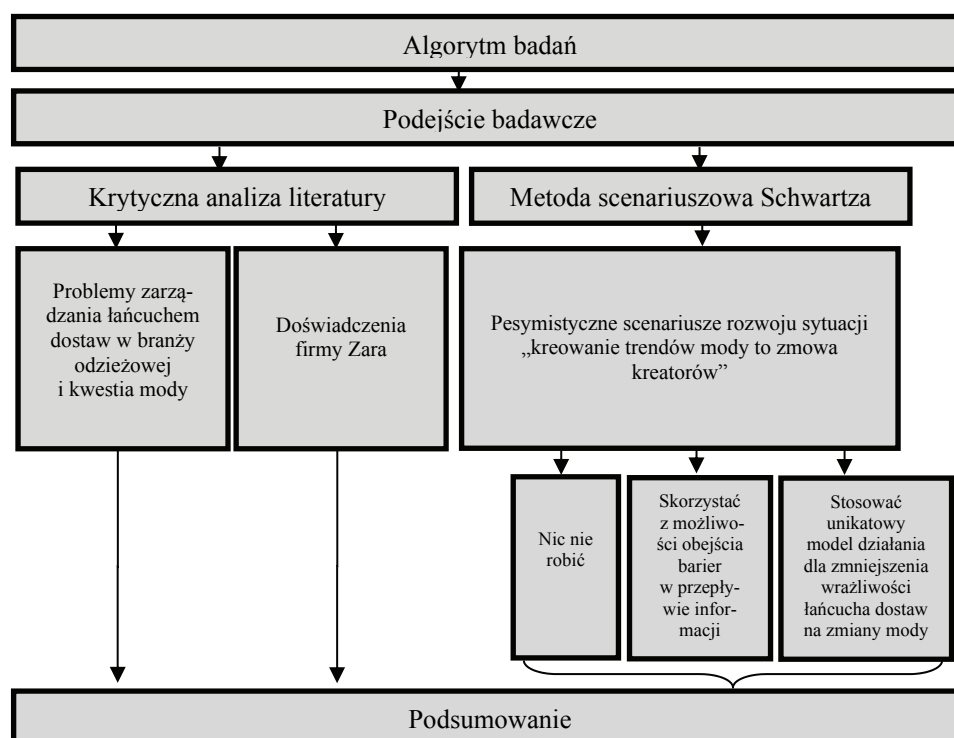 Algorytm badań
Podejście badawcze
Krytyczna analiza literatury
Metoda scenariuszowa Schwartza
Problemy zarzą-
dzania łańcuchem
dostaw w branży
odzieżowej
i kwestia mody
Doświadczenia
firmy Zara
Pesymistyczne scenariusze rozwoju sytuacji
„kreowanie trendów mody to zmowa
kreatorów”
Nic nie
robić
Skorzystać
z możliwo-
ści obejścia
barier
w przepły-
wie infor-
macji
Stosować
unikatowy
model działania
dla zmniejszenia
wrażliwości
łańcucha dostaw
na zmiany mody
Podsumowanie